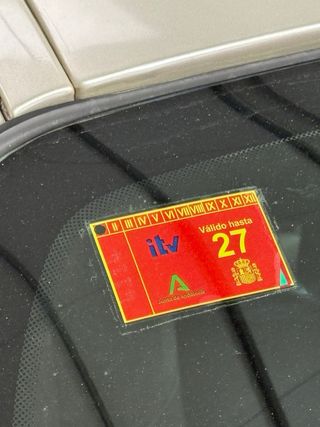 II III IV V VI VII VIII IX X XI XII
itv
Válido hasta
27
Junta de Andalucía